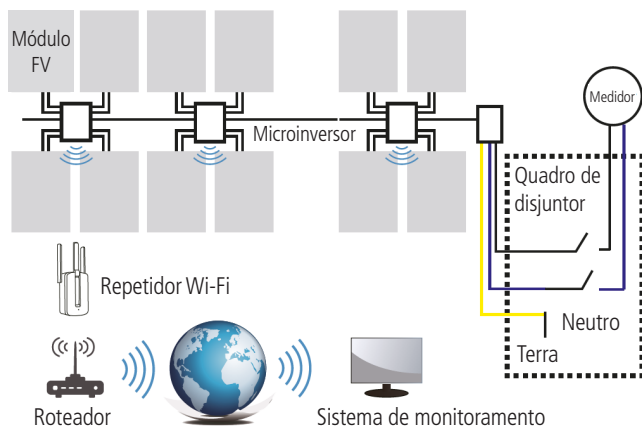 Módulo
FV
Medidor
Microinversor
Quadro de
disjuntor
Repetidor Wi-Fi
Neutro
Terra
Roteador
Sistema de monitoramento